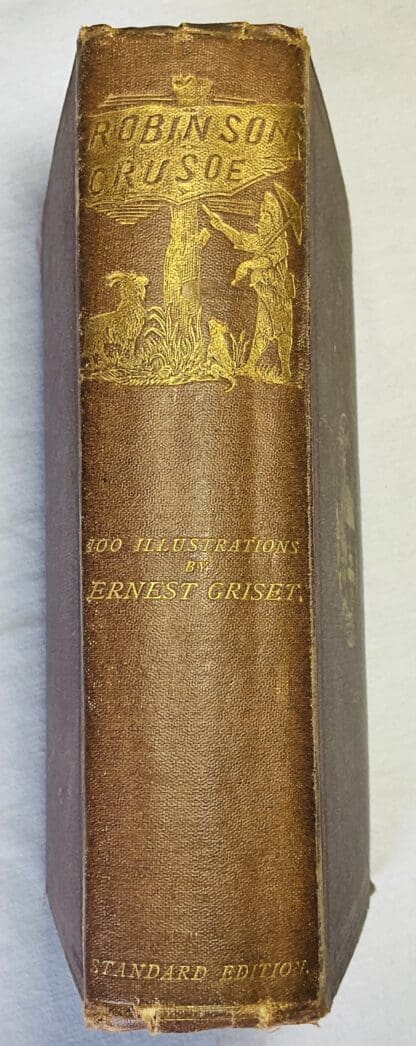 ROBINSON
CRUSOE
100 ILLUSTRATIONS
BY
ERNEST GRISET.
STANDARD EDITION.